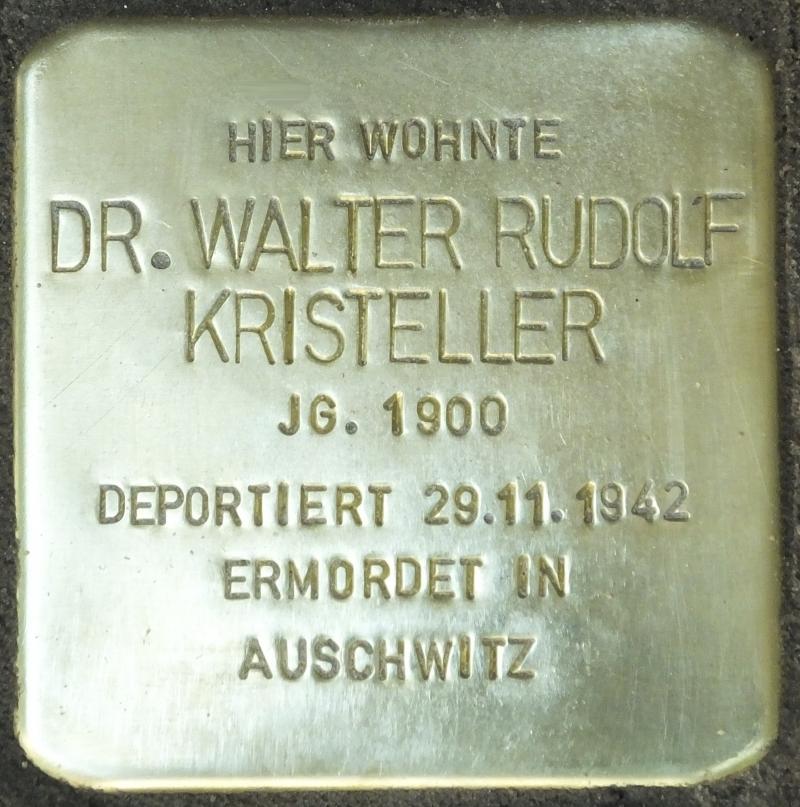 HIER WOHNTE
DR. WALTER RUDOLF
KRISTELLER
JG. 1900
DEPORTIERT 29.11.1942
ERMORDET IN
AUSCHWITZ